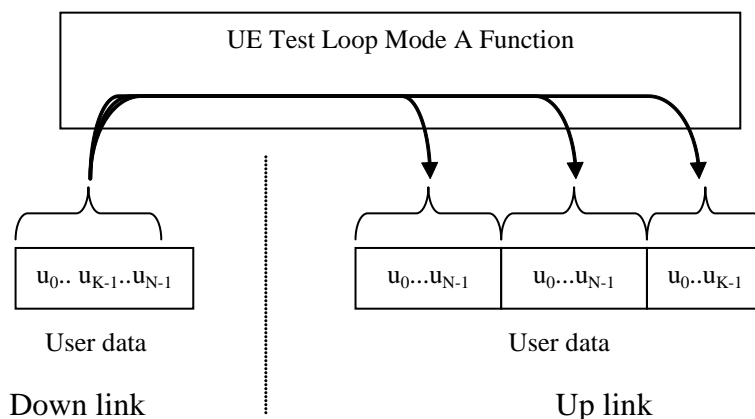 UE Test Loop Mode A Function
u0.. uK-1..uN-1
u0...uN-1
u0...uN-1
u0..uK-1
User data
User data
Down link
Up link